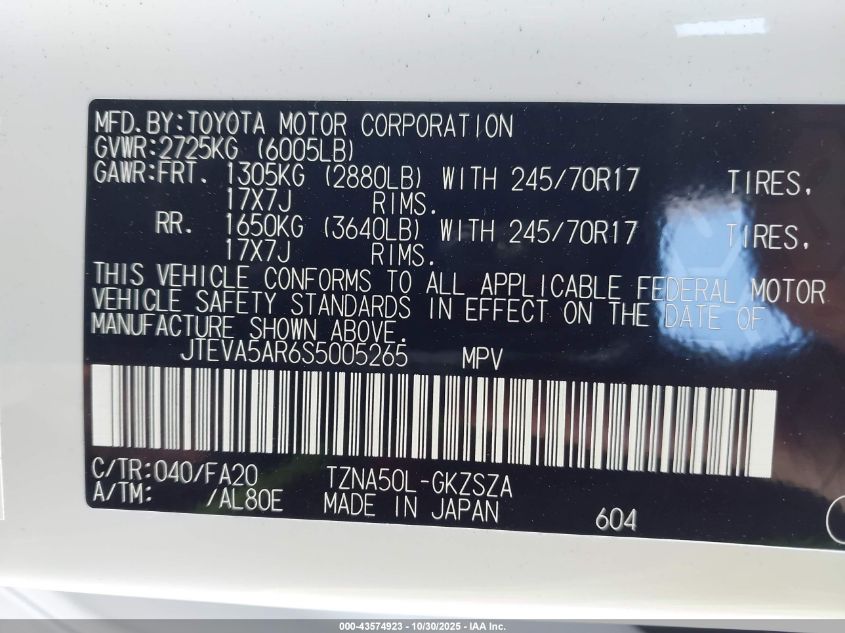 MFD.BY:TOYOTA MOTOR CORPORATION
GVWR:2725KG (6005LB)
GAWR:FRT. 1305KG (2880LB) WITH 245/70R17 TIRES,
17X7J RIMS.
RR. 1650KG (3640LB) WITH 245/70R17 TIRES,
17X7J RIMS.
THIS VEHICLE CONFORMS TO ALL APPLICABLE FEDERAL MOTOR
VEHICLE SAFETY STANDARDS IN EFFECT ON THE DATE OF
MANUFACTURE SHOWN ABOVE.
JTEVA5AR6S5005265 MPV
C/TR:040/FA20 TZNA50L-GKZSZA
A/TM: /AL80E MADE IN JAPAN 604
000-43574923 - 10/30/2025 - IAA Inc.